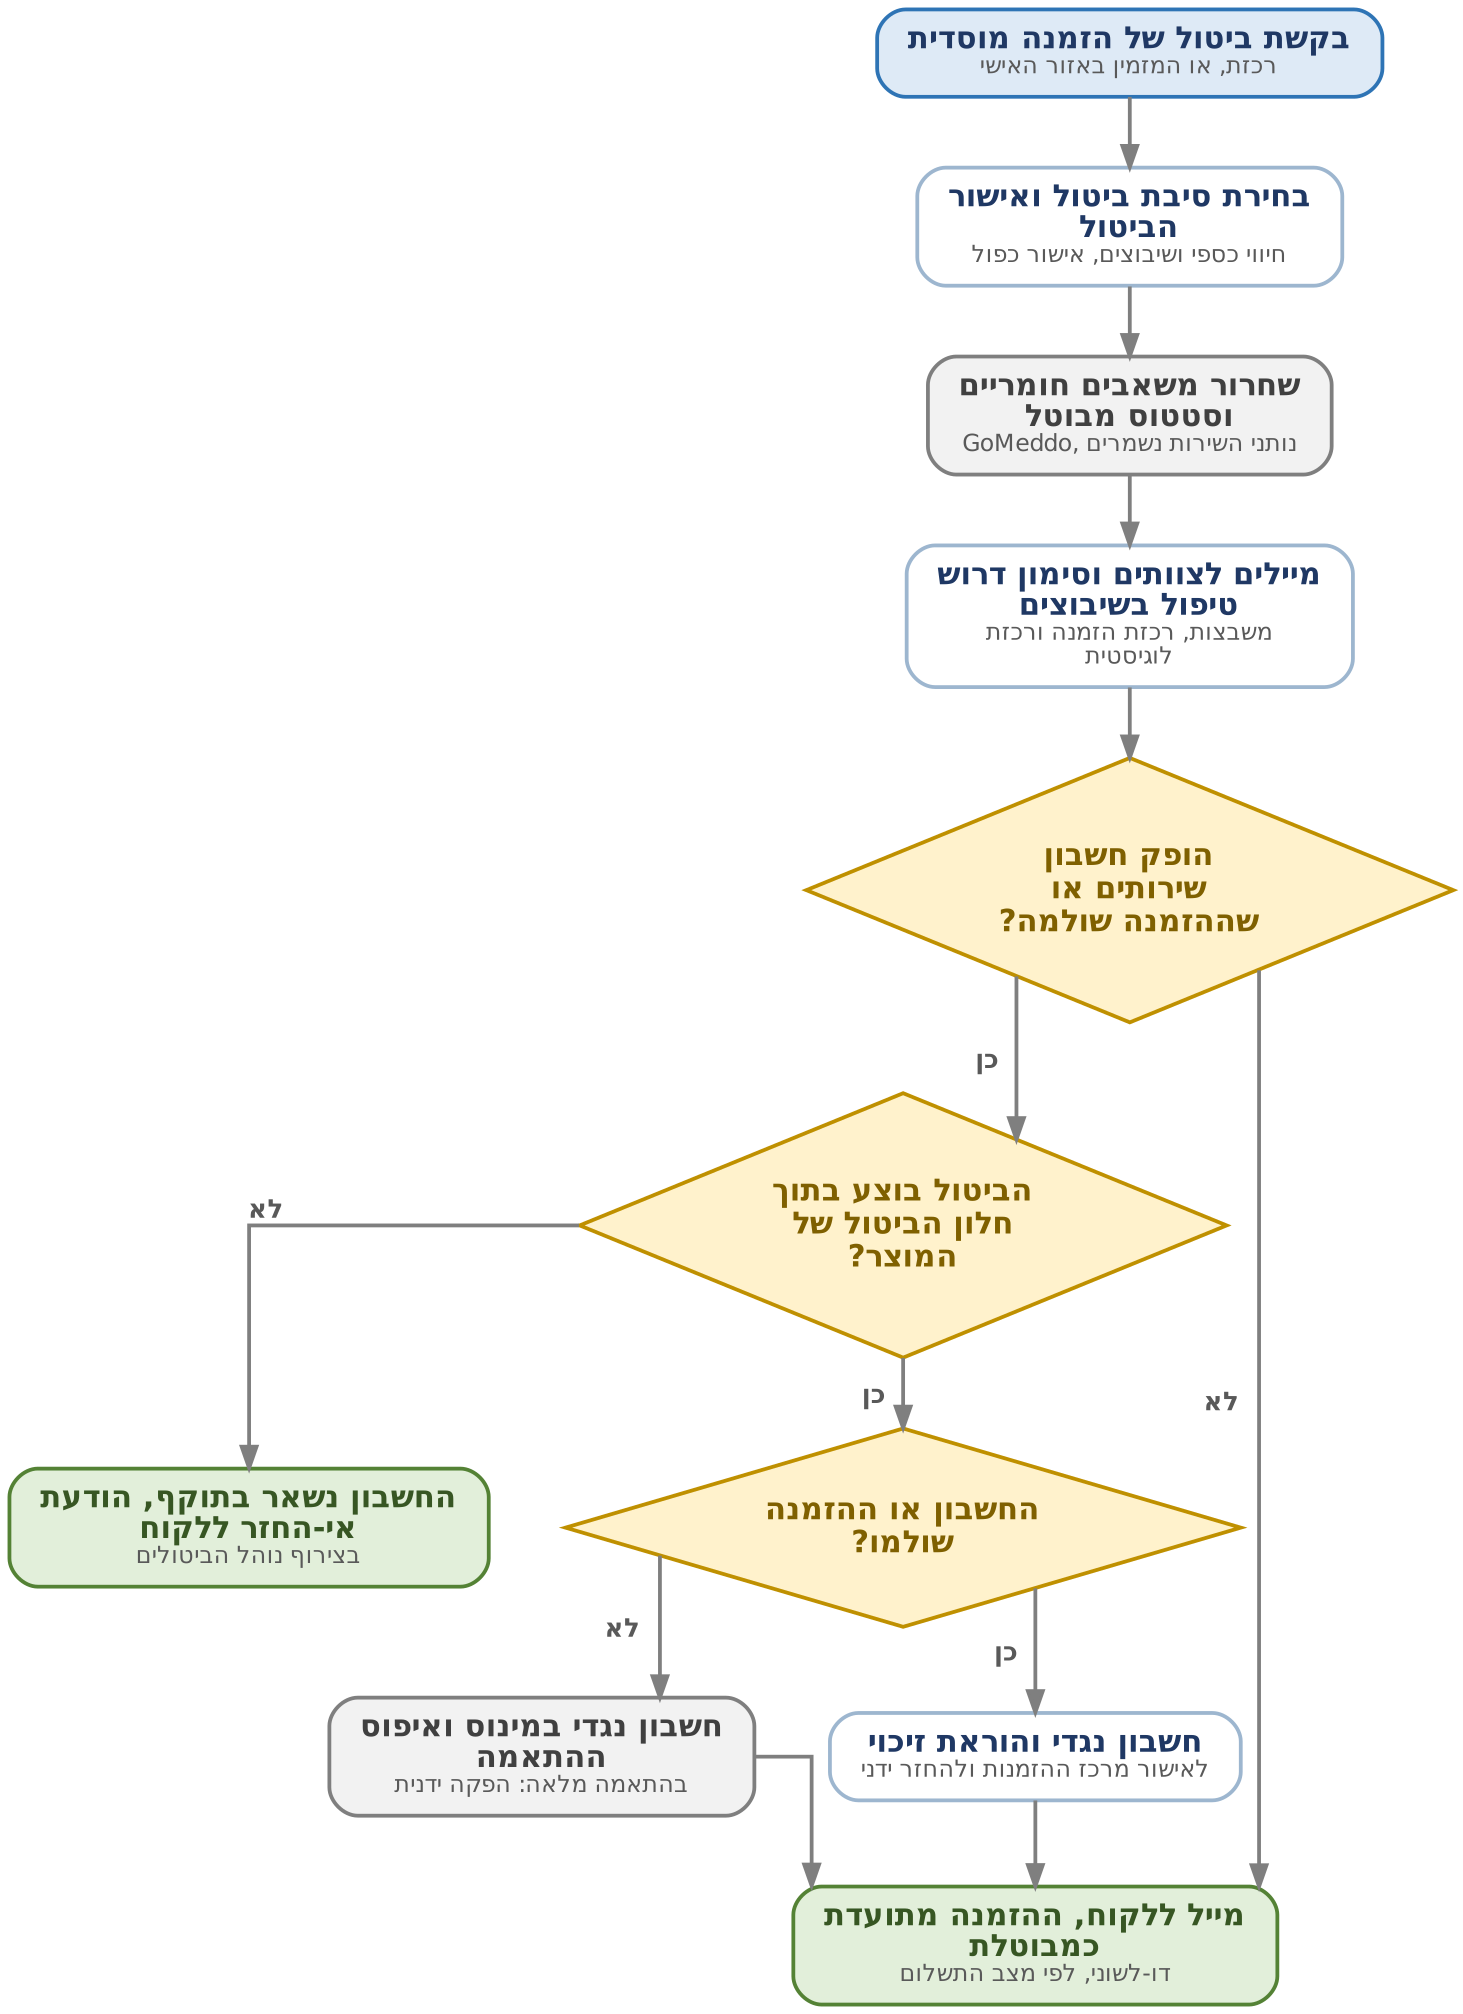 בקשת ביטול של הזמנה מוסדית
רכזת, או המזמין באזור האישי
בחירת סיבת ביטול ואישור
הביטול
חיווי כספי ושיבוצים, אישור כפול
שחרור משאבים חומריים
וסטטוס מבוטל
GoMeddo, נותני השירות נשמרים
מיילים לצוותים וסימון דרוש
טיפול בשיבוצים
משבצות, רכזת הזמנה ורכזת
לוגיסטית
הופק חשבון
שירותים או
שההזמנה שולמה?
כן
הביטול בוצע בתוך
חלון הביטול של
המוצר?
לא
כן
לא
החשבון נשאר בתוקף, הודעת
אי-החזר ללקוח
בצירוף נוהל הביטולים
החשבון או ההזמנה
שולמו?
לא
כן
חשבון נגדי במינוס ואיפוס
ההתאמה
בהתאמה מלאה: הפקה ידנית
חשבון נגדי והוראת זיכוי
לאישור מרכז ההזמנות ולהחזר ידני
מייל ללקוח, ההזמנה מתועדת
כמבוטלת
דו-לשוני, לפי מצב התשלום